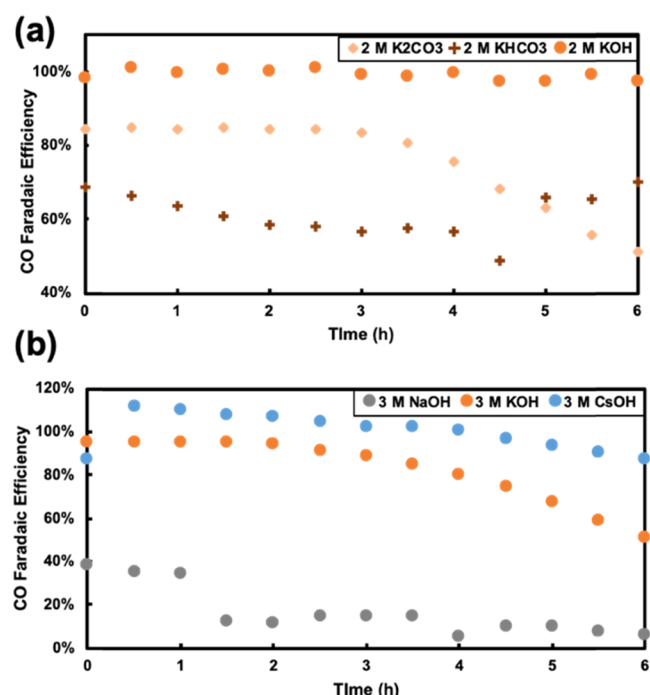 (a)
2 M K2CO3 2 M KHCO3 2 M KOH
100%
80%
60%
40%
CO Faradaic Efficiency
0 1 2 3 4 5 6
TIme (h)
(b)
3 M NaOH 3 M KOH 3 M CsOH
120%
100%
80%
60%
40%
20%
0%
CO Faradaic Efficiency
0 1 2 3 4 5 6
TIme (h)